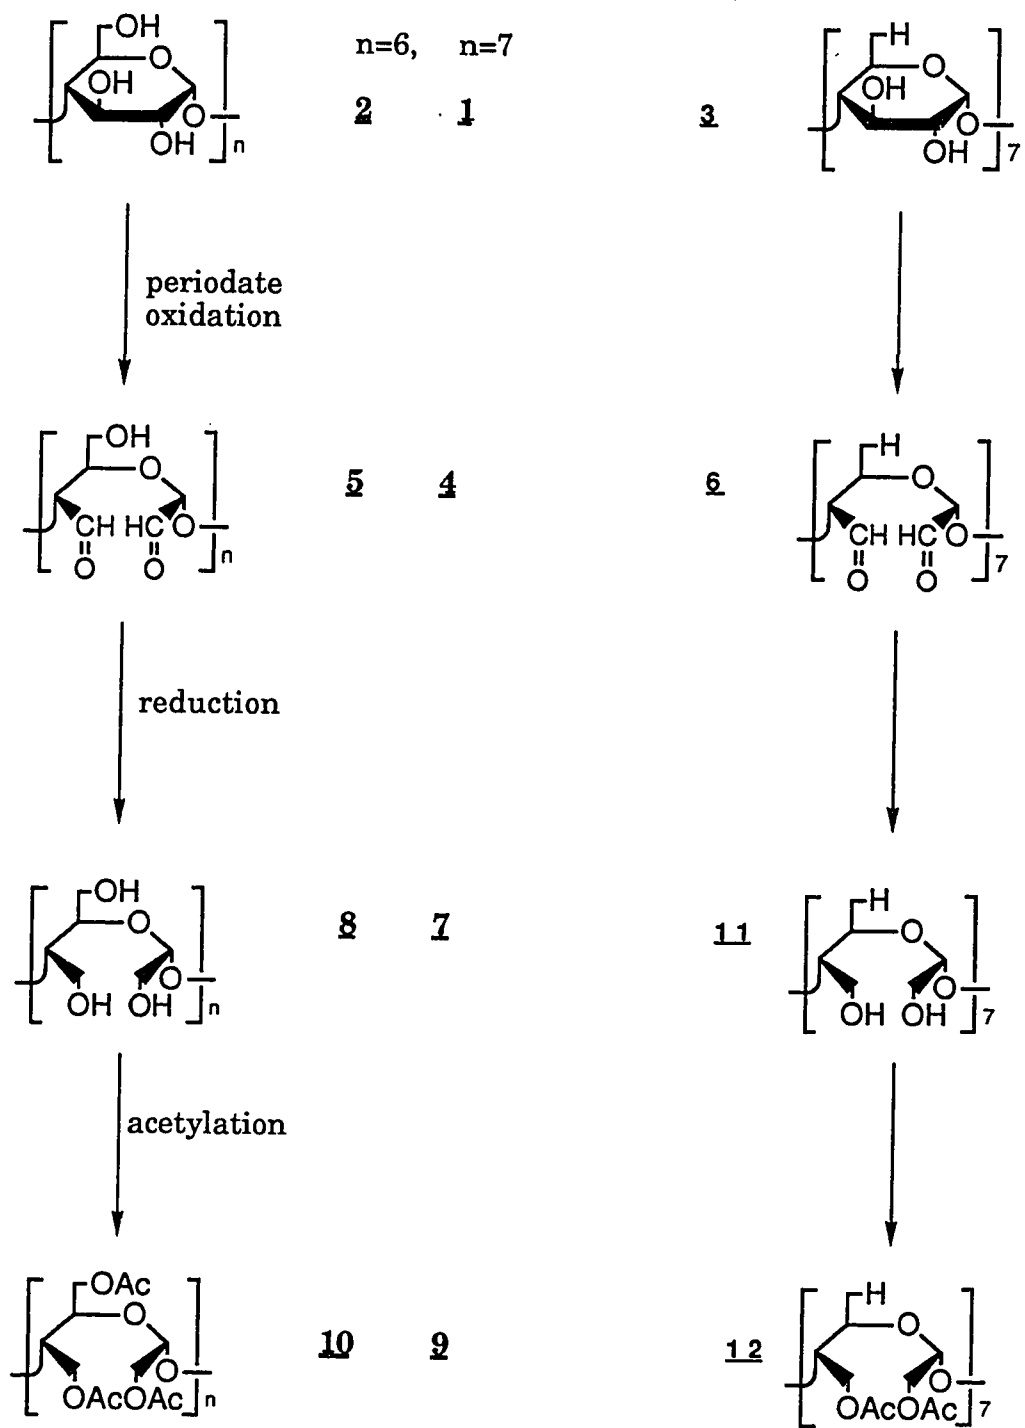 OH
O
OH
O
OH
n
n=6, n=7
2 1
3
H
O
OH
O
OH
7
periodate
oxidation
OH
O
CH HC O
O O
n
5 4
6
H
O
CH HC O
O O
7
reduction
OH
O
O
OH OH
n
8 7
11
H
O
O
OH OH
7
acetylation
OAc
O
O
OAcOAc
n
10 9
12
H
O
O
OAcOAc
7